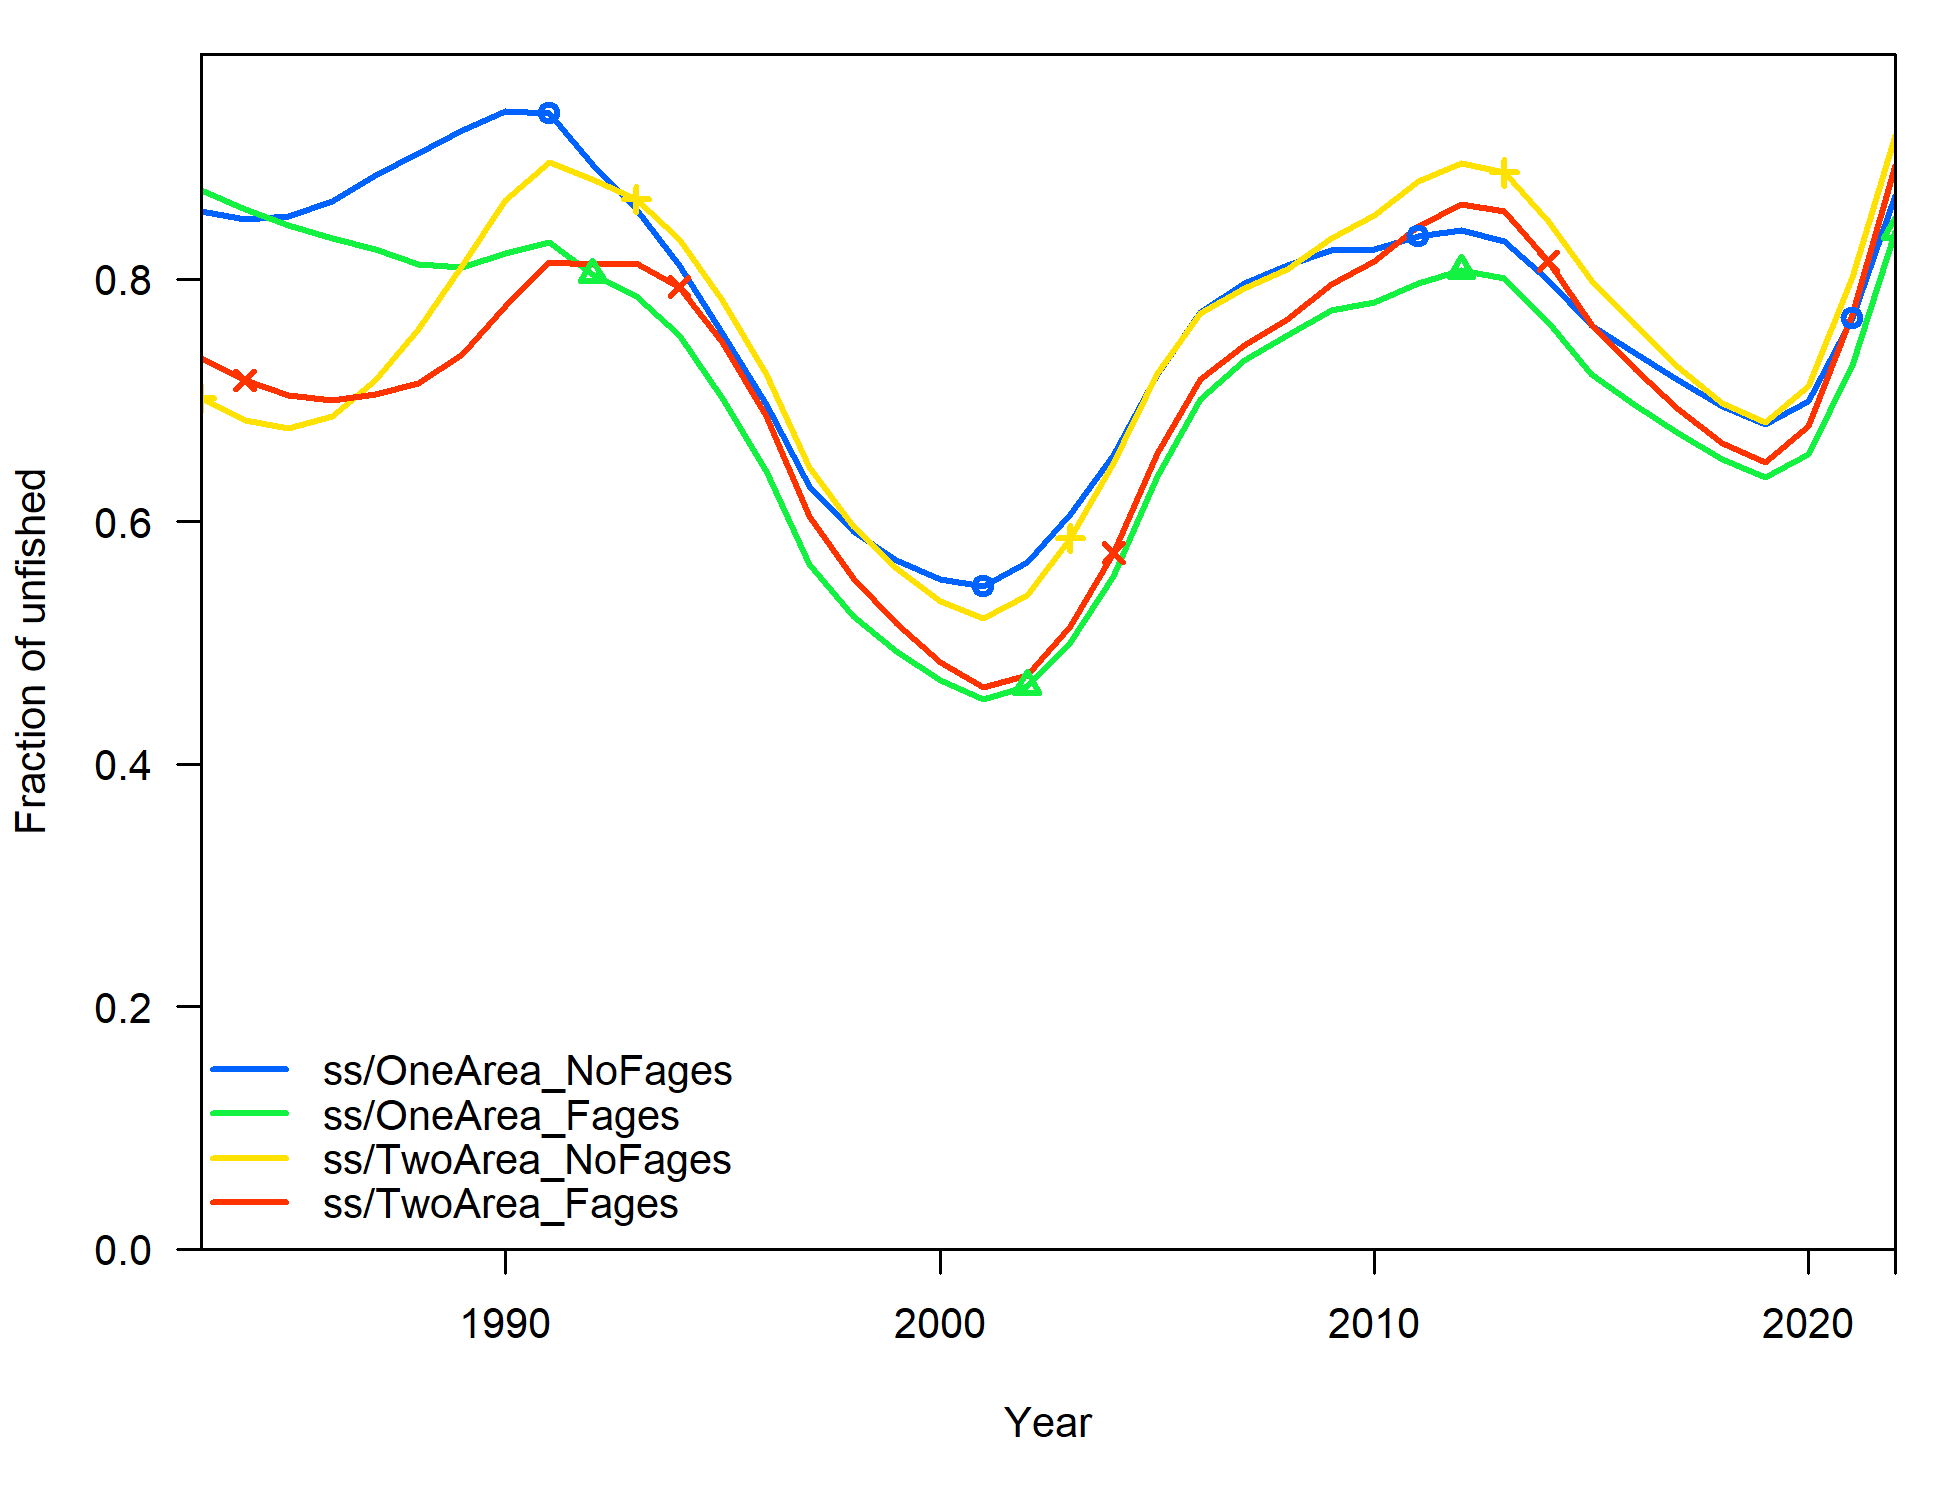 Fraction of unfished
0.8
0.6
0.4
0.2
0.0
ss/OneArea_NoFages
ss/OneArea_Fages
ss/TwoArea_NoFages
ss/TwoArea_Fages
1990
2000
2010
2020
Year